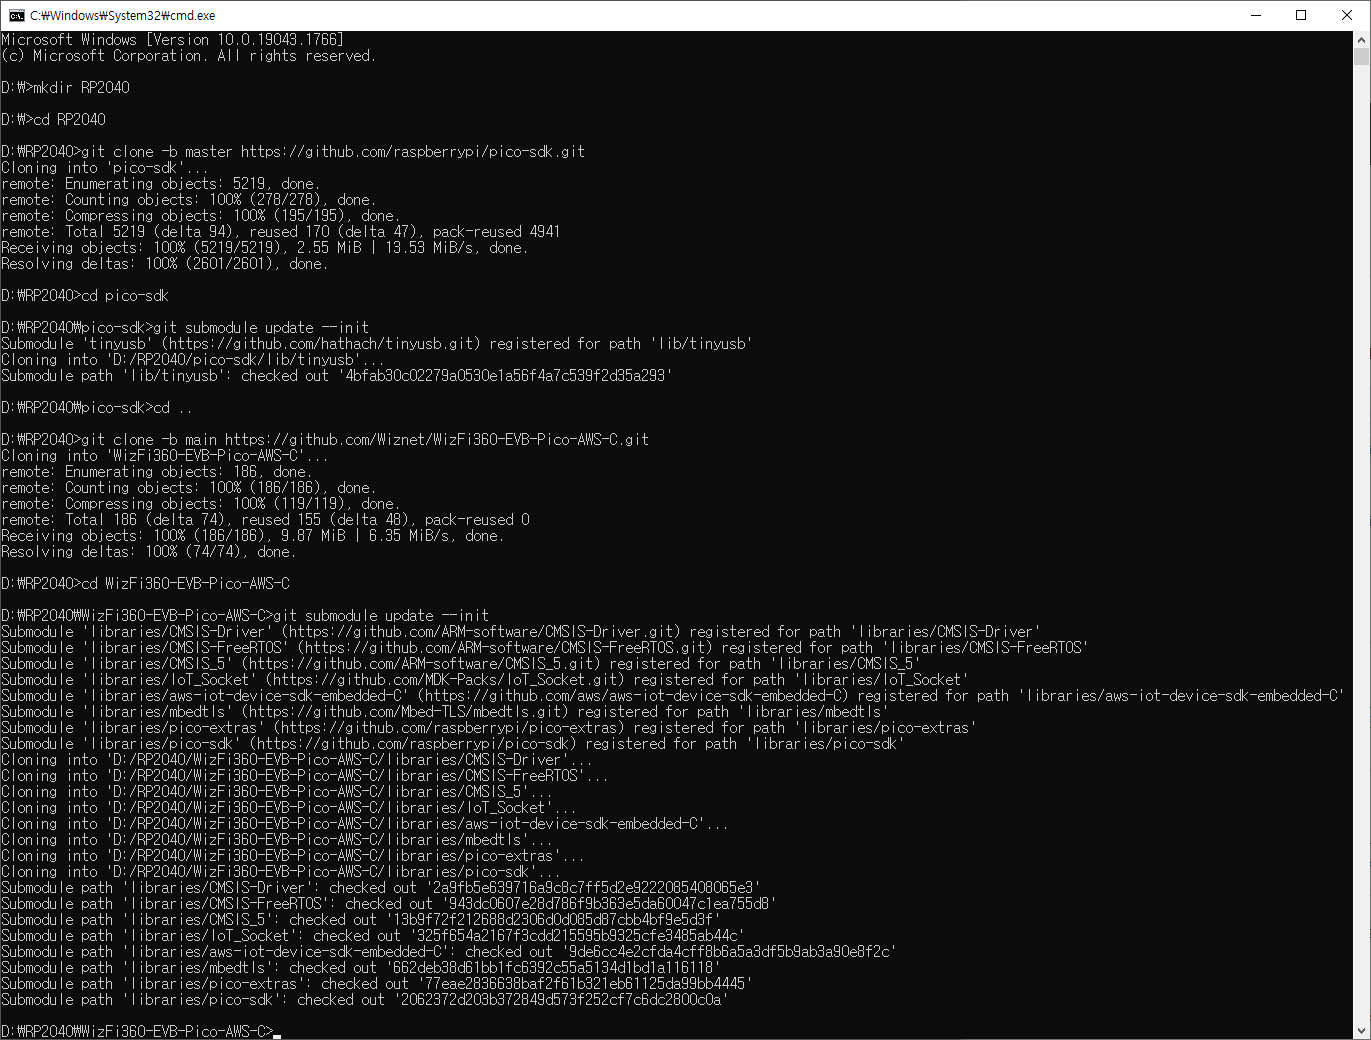 C:₩Windows₩System32₩cmd.exe
Microsoft Windows [Version 10.0.19043.1766]
(c) Microsoft Corporation. All rights reserved.
D:₩>mkdir RP2040
D:₩>cd RP2040
D:₩RP2040>git clone -b master https://github.com/raspberrypi/pico-sdk.git
Cloning into 'pico-sdk'...
remote: Enumerating objects: 5219, done.
remote: Counting objects: 100% (278/278), done.
remote: Compressing objects: 100% (195/195), done.
remote: Total 5219 (delta 94), reused 170 (delta 47), pack-reused 4941
Receiving objects: 100% (5219/5219), 2.55 MiB | 13.53 MiB/s, done.
Resolving deltas: 100% (2601/2601), done.
D:₩RP2040>cd pico-sdk
D:₩RP2040₩pico-sdk>git submodule update --init
Submodule 'tinyusb' (https://github.com/hathach/tinyusb.git) registered for path 'lib/tinyusb'
Cloning into 'D:/RP2040/pico-sdk/lib/tinyusb'...
Submodule path 'lib/tinyusb': checked out '4bfab30c02279a0530e1a56f4a7c539f2d35a293'
D:₩RP2040₩pico-sdk>cd ..
D:₩RP2040>git clone -b main https://github.com/Wiznet/WizFi360-EVB-Pico-AWS-C.git
Cloning into 'WizFi360-EVB-Pico-AWS-C'...
remote: Enumerating objects: 186, done.
remote: Counting objects: 100% (186/186), done.
remote: Compressing objects: 100% (119/119), done.
remote: Total 186 (delta 74), reused 155 (delta 48), pack-reused 0
Receiving objects: 100% (186/186), 9.87 MiB | 6.35 MiB/s, done.
Resolving deltas: 100% (74/74), done.
D:₩RP2040>cd WizFi360-EVB-Pico-AWS-C
D:₩RP2040₩WizFi360-EVB-Pico-AWS-C>git submodule update --init
Submodule 'libraries/CMSIS-Driver' (https://github.com/ARM-software/CMSIS-Driver.git) registered for path 'libraries/CMSIS-Driver'
Submodule 'libraries/CMSIS-FreeRTOS' (https://github.com/ARM-software/CMSIS-FreeRTOS.git) registered for path 'libraries/CMSIS-FreeRTOS'
Submodule 'libraries/CMSIS_5' (https://github.com/ARM-software/CMSIS_5.git) registered for path 'libraries/CMSIS_5'
Submodule 'libraries/IoT_Socket' (https://github.com/MDK-Packs/IoT_Socket.git) registered for path 'libraries/IoT_Socket'
Submodule 'libraries/aws-iot-device-sdk-embedded-C' (https://github.com/aws/aws-iot-device-sdk-embedded-C) registered for path 'libraries/aws-iot-device-sdk-embedded-C'
Submodule 'libraries/mbedtls' (https://github.com/Mbed-TLS/mbedtls.git) registered for path 'libraries/mbedtls'
Submodule 'libraries/pico-extras' (https://github.com/raspberrypi/pico-extras) registered for path 'libraries/pico-extras'
Submodule 'libraries/pico-sdk' (https://github.com/raspberrypi/pico-sdk) registered for path 'libraries/pico-sdk'
Cloning into 'D:/RP2040/WizFi360-EVB-Pico-AWS-C/libraries/CMSIS-Driver'...
Cloning into 'D:/RP2040/WizFi360-EVB-Pico-AWS-C/libraries/CMSIS-FreeRTOS'...
Cloning into 'D:/RP2040/WizFi360-EVB-Pico-AWS-C/libraries/CMSIS_5'...
Cloning into 'D:/RP2040/WizFi360-EVB-Pico-AWS-C/libraries/IoT_Socket'...
Cloning into 'D:/RP2040/WizFi360-EVB-Pico-AWS-C/libraries/aws-iot-device-sdk-embedded-C'...
Cloning into 'D:/RP2040/WizFi360-EVB-Pico-AWS-C/libraries/mbedtls'...
Cloning into 'D:/RP2040/WizFi360-EVB-Pico-AWS-C/libraries/pico-extras'...
Cloning into 'D:/RP2040/WizFi360-EVB-Pico-AWS-C/libraries/pico-sdk'...
Submodule path 'libraries/CMSIS-Driver': checked out '2a9fb5e639716a9c8c7ff5d2e9222085408065e3'
Submodule path 'libraries/CMSIS-FreeRTOS': checked out '943dc0607e28d786f9b363e5da60047c1ea755d8'
Submodule path 'libraries/CMSIS_5': checked out '13b9f72f212688d2306d0d085d87cbb4bf9e5d3f'
Submodule path 'libraries/IoT_Socket': checked out '325f654a2167f3cdd215595b9325cfe3485ab44c'
Submodule path 'libraries/aws-iot-device-sdk-embedded-C': checked out '9de6cc4e2cfda4cff8b6a5a3df5b9ab3a90e8f2c'
Submodule path 'libraries/mbedtls': checked out '662deb38d61bb1fc6392c55a5134d1bd1a116118'
Submodule path 'libraries/pico-extras': checked out '77eae2836638baf2f61b321eb61125da99bb4445'
Submodule path 'libraries/pico-sdk': checked out '2062372d203b372849d573f252cf7c6dc2800c0a'
D:₩RP2040₩WizFi360-EVB-Pico-AWS-C>